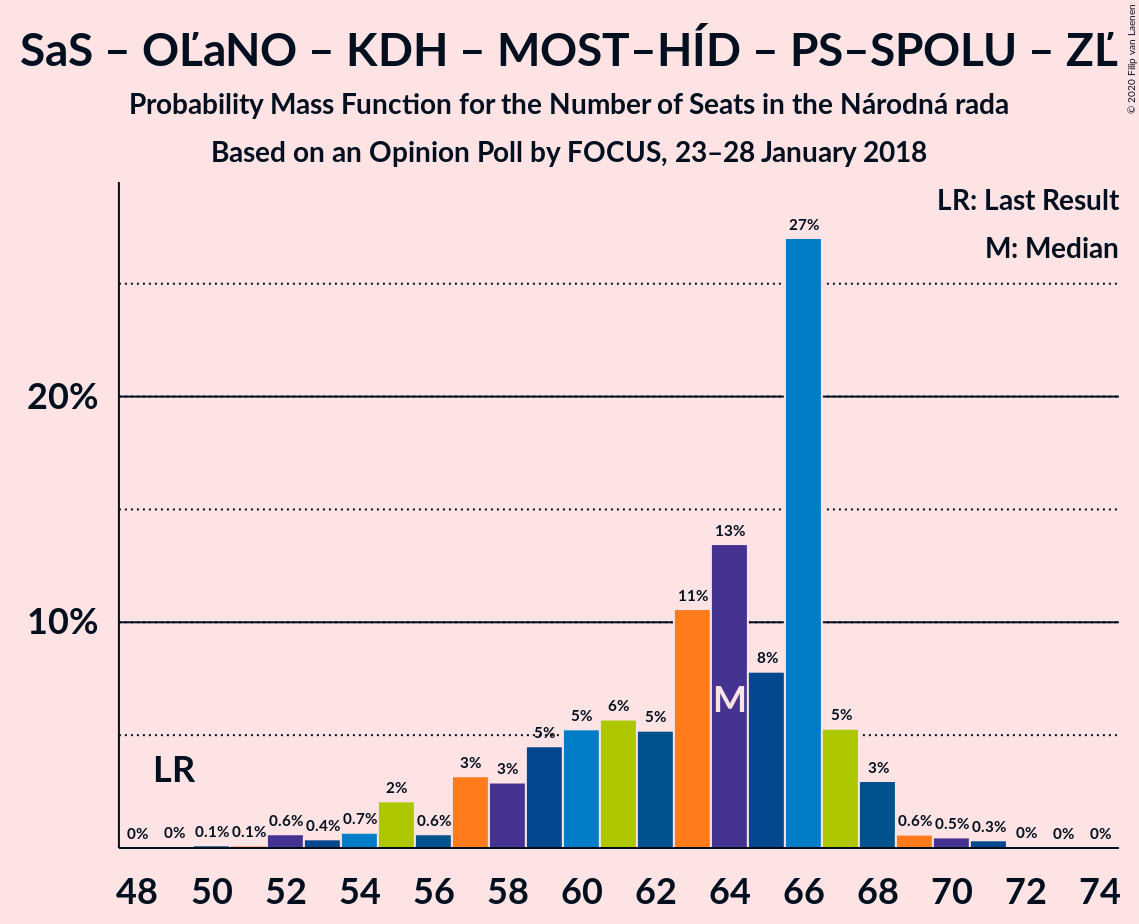 SaS – OĽaNO – KDH – MOST–HÍD – PS–SPOLU – ZĽ
Probability Mass Function for the Number of Seats in the Národná rada
Based on an Opinion Poll by FOCUS, 23–28 January 2018
© 2020 Filip van Laenen
LR: Last Result
M: Median
20%
10%
LR
M
0% 0% 0.1% 0.1% 0.6% 0.4% 0.7% 2% 0.6% 3% 3% 5% 5% 6% 5% 11% 13% 8% 27% 5% 3% 0.6% 0.5% 0.3% 0% 0% 0%
48 50 52 54 56 58 60 62 64 66 68 70 72 74